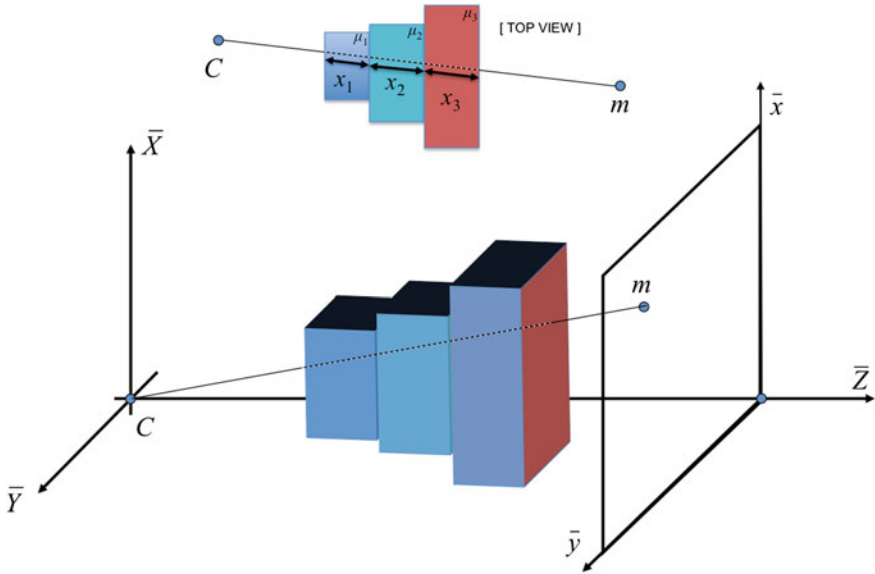 μ₁ μ₂ μ₃
[ TOP VIEW ]
C x₁ x₂ x₃ m
X̄ x̄
m
Z̄
C
Ȳ ȳ